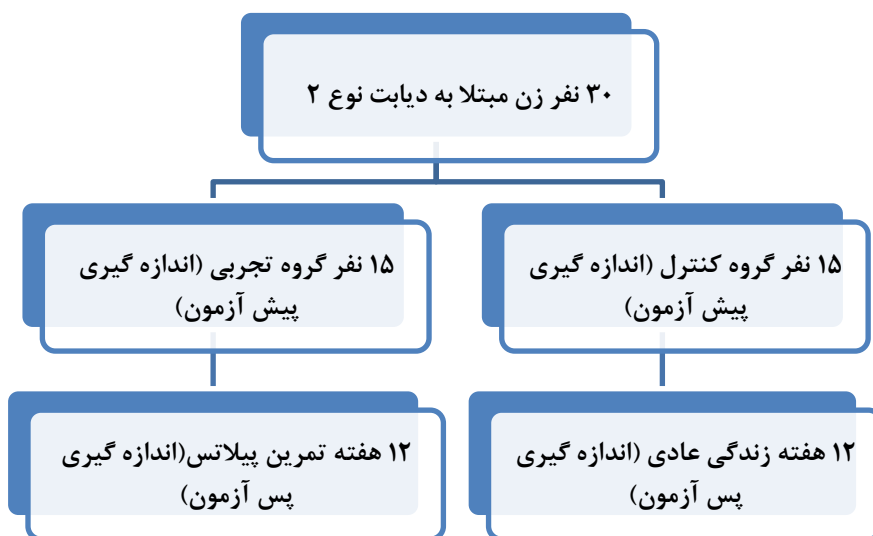 ۳۰ نفر زن مبتلا به دیابت نوع ۲
۱۵ نفر گروه کنترل (اندازه گیری
پیش آزمون)
۱۵ نفر گروه تجربی (اندازه گیری
پیش آزمون)
۱۲ هفته زندگی عادی (اندازه گیری
پس آزمون)
۱۲ هفته تمرین پیلاتس(اندازه گیری
پس آزمون)